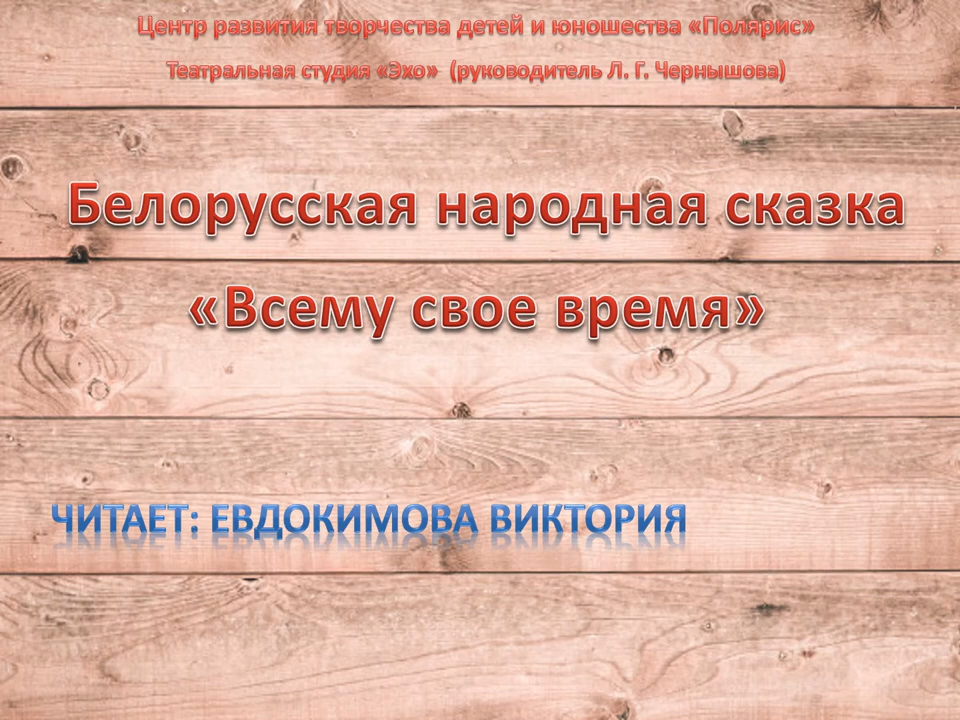 Центр развития творчества детей и юношества «Полярис»
Театральная студия «Эхо» (руководитель Л. Г. Чернышова)
Белорусская народная сказка
«Всему свое время»
ЧИТАЕТ: ЕВДОКИМОВА ВИКТОРИЯ